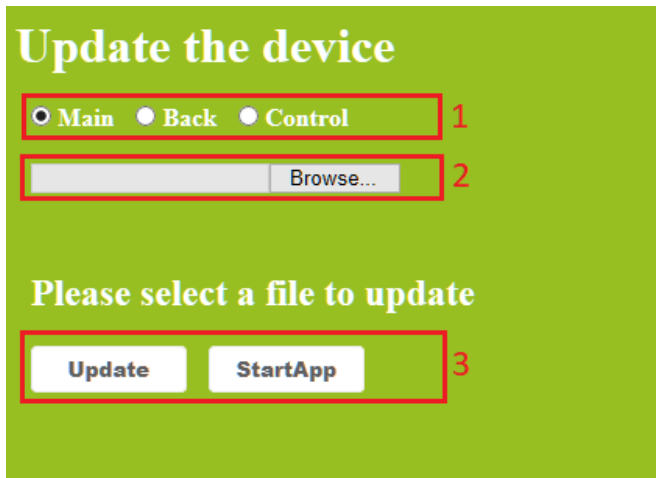 Update the device
Main Back Control 1
Browse... 2
Please select a file to update
Update StartApp 3